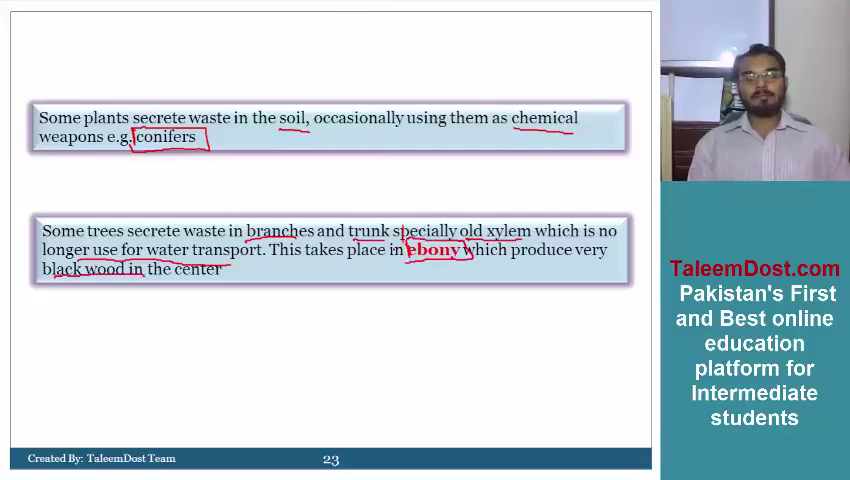 Some plants secrete waste in the soil, occasionally using them as chemical
weapons e.g. conifers
Some trees secrete waste in branches and trunk specially old xylem which is no
longer use for water transport. This takes place in ebony which produce very
black wood in the center
Created By: TaleemDost Team
23
TaleemDost.com
Pakistan's First
and Best online
education
platform for
Intermediate
students